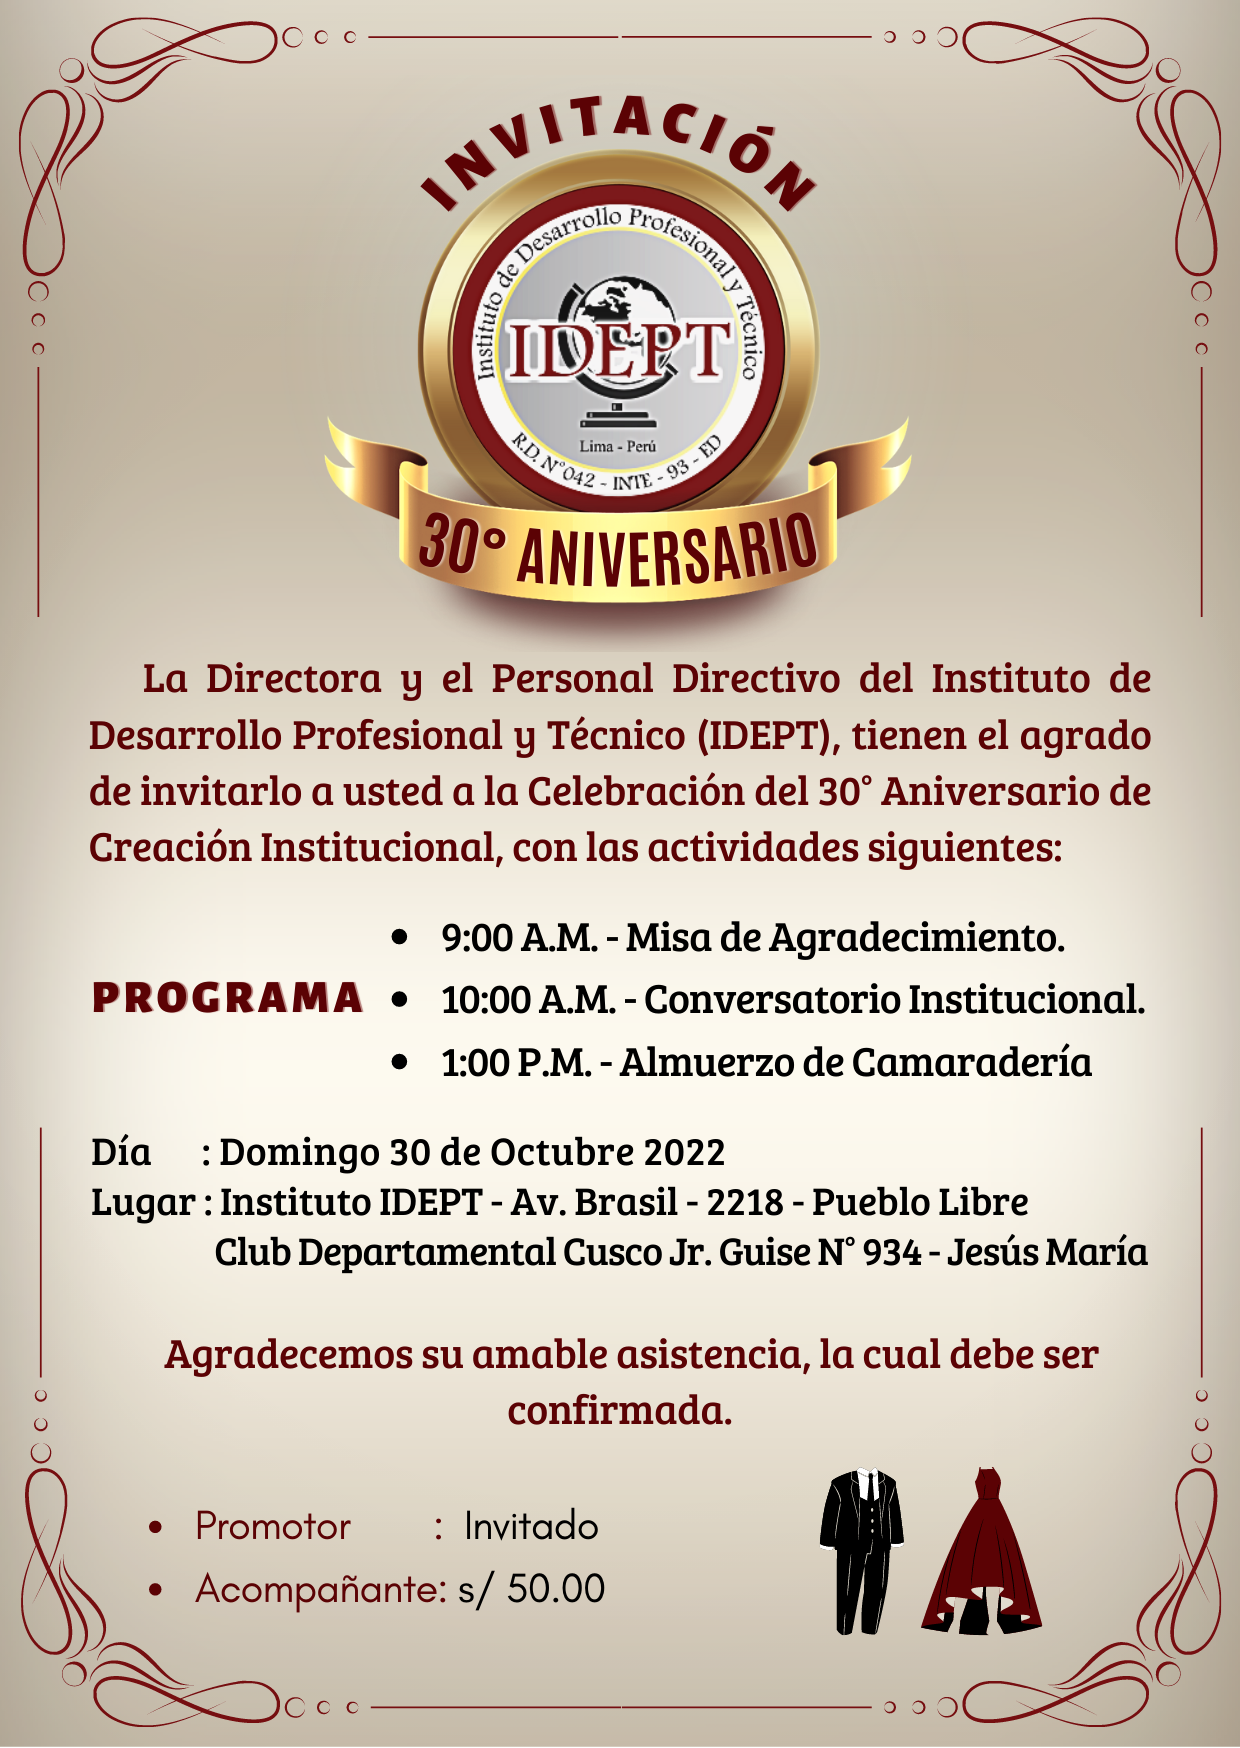 INVITACIÓN
Instituto de Desarrollo Profesional y Técnico
IDEPT
Lima - Perú
R.D. N°042 - INTE - 93 - ED
30° ANIVERSARIO
La Directora y el Personal Directivo del Instituto de
Desarrollo Profesional y Técnico (IDEPT), tienen el agrado
de invitarlo a usted a la Celebración del 30° Aniversario de
Creación Institucional, con las actividades siguientes:
PROGRAMA
• 9:00 A.M. - Misa de Agradecimiento.
• 10:00 A.M. - Conversatorio Institucional.
• 1:00 P.M. - Almuerzo de Camaradería
Día : Domingo 30 de Octubre 2022
Lugar : Instituto IDEPT - Av. Brasil - 2218 - Pueblo Libre
Club Departamental Cusco Jr. Guise N° 934 - Jesús María
Agradecemos su amable asistencia, la cual debe ser
confirmada.
• Promotor : Invitado
• Acompañante: s/ 50.00